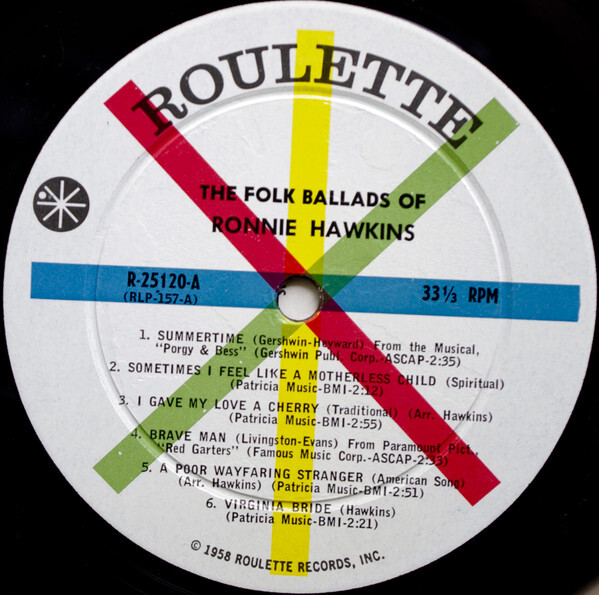 ROULETTE
THE FOLK BALLADS OF
RONNIE HAWKINS
R-25120-A
(RLP-157-A)
33⅓ RPM
1. SUMMERTIME (Gershwin-Heyward) From the Musical,
"Porgy & Bess" (Gershwin Publ. Corp.-ASCAP-2:35)
2. SOMETIMES I FEEL LIKE A MOTHERLESS CHILD (Spiritual)
(Patricia Music-BMI-2:12)
3. I GAVE MY LOVE A CHERRY (Traditional) (Arr. Hawkins)
(Patricia Music-BMI-2:55)
4. BRAVE MAN (Livingston-Evans) From Paramount Pict.,
"Red Garters" (Famous Music Corp.-ASCAP-2:33)
5. A POOR WAYFARING STRANGER (American Song)
(Arr. Hawkins) (Patricia Music-BMI-2:51)
6. VIRGINIA BRIDE (Hawkins)
(Patricia Music-BMI-2:21)
© 1958 ROULETTE RECORDS, INC.